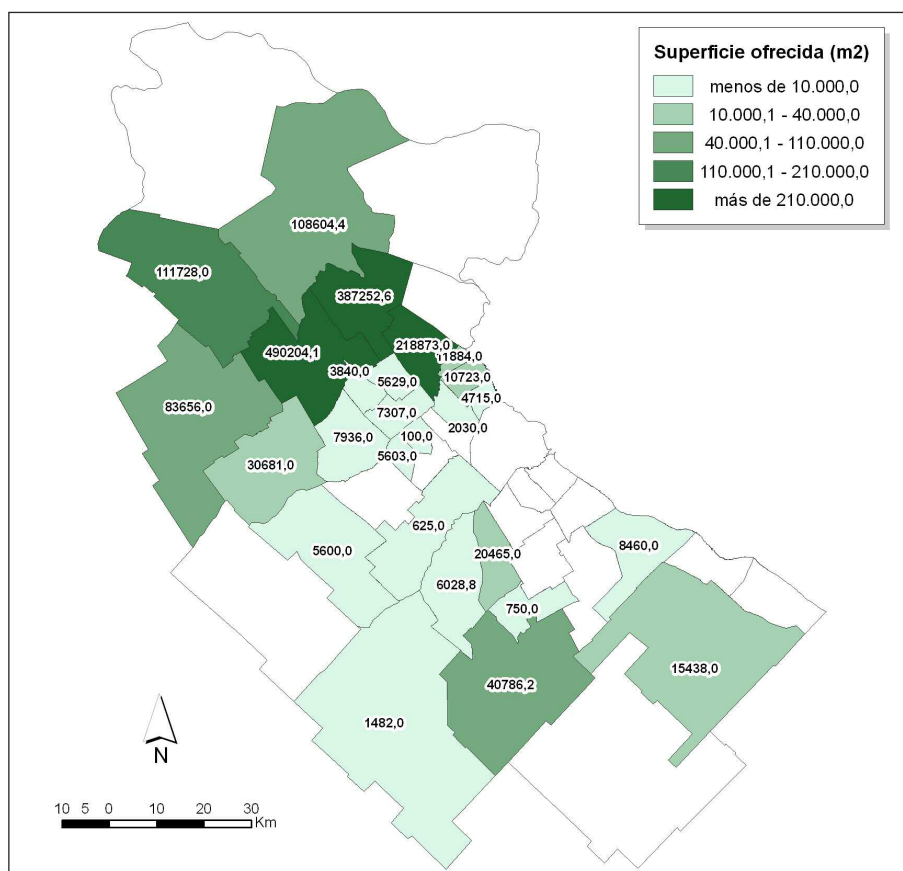 Superficie ofrecida (m2)
menos de 10.000,0
10.000,1 - 40.000,0
40.000,1 - 110.000,0
110.000,1 - 210.000,0
más de 210.000,0
108604,4
111728,0
387252,6
218873,0
490204,1
11884,0
3840,0
5629,0
10723,0
4715,0
83656,0
7307,0
2030,0
7936,0
100,0
5603,0
30681,0
625,0
5600,0
20465,0
8460,0
6028,8
750,0
15438,0
40786,2
1482,0
N
10 5 0 10 20 30
Km